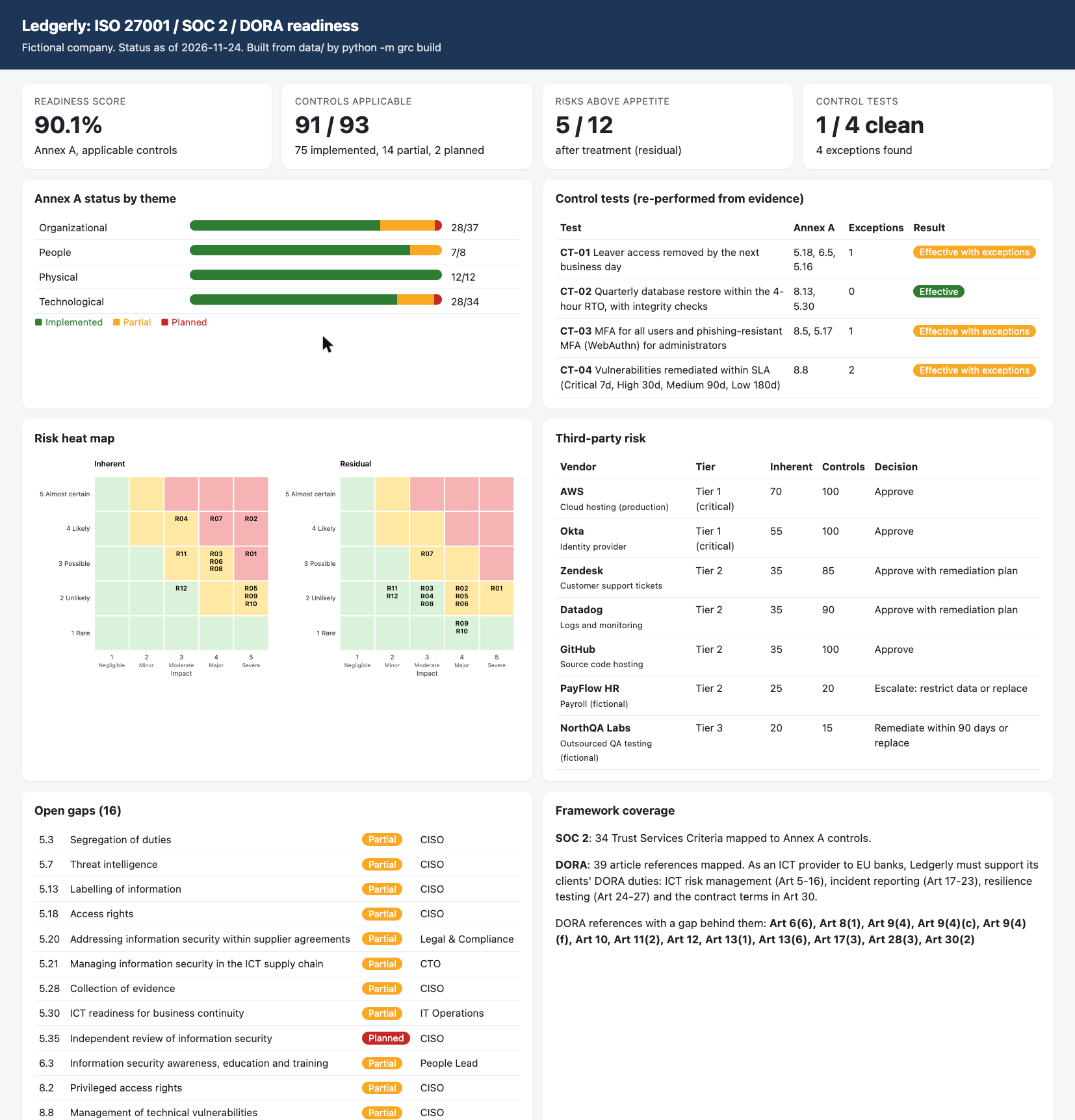 Ledgerly: ISO 27001 / SOC 2 / DORA readiness
Fictional company. Status as of 2026-11-24. Built from data/ by python -m grc build
READINESS SCORE
90.1%
Annex A, applicable controls
CONTROLS APPLICABLE
91 / 93
75 implemented, 14 partial, 2 planned
RISKS ABOVE APPETITE
5 / 12
after treatment (residual)
CONTROL TESTS
1 / 4 clean
4 exceptions found
Annex A status by theme
Organizational 28/37
People 7/8
Physical 12/12
Technological 28/34
Implemented Partial Planned
Control tests (re-performed from evidence)
Test Annex A Exceptions Result
CT-01 Leaver access removed by the next 5.18, 6.5, 1 Effective with exceptions
business day 5.16
CT-02 Quarterly database restore within the 4- 8.13, 0 Effective
hour RTO, with integrity checks 5.30
CT-03 MFA for all users and phishing-resistant 8.5, 5.17 1 Effective with exceptions
MFA (WebAuthn) for administrators
CT-04 Vulnerabilities remediated within SLA 8.8 2 Effective with exceptions
(Critical 7d, High 30d, Medium 90d, Low 180d)
Risk heat map
Inherent
5 Almost certain
R04 R07 R02
4 Likely
R11 R03 R01
R06
3 Possible
R08
R12 R05
2 Unlikely R09
R10
1 Rare
1 2 3 4 5
Negligible Minor Moderate Major Severe
Impact
Residual
5 Almost certain
4 Likely
R07
3 Possible
R11 R03 R02 R01
2 Unlikely R12 R04 R05
R08 R06
R09
1 Rare R10
1 2 3 4 5
Negligible Minor Moderate Major Severe
Impact
Third-party risk
Vendor Tier Inherent Controls Decision
AWS Tier 1 70 100 Approve
Cloud hosting (production) (critical)
Okta Tier 1 55 100 Approve
Identity provider (critical)
Zendesk Tier 2 35 85 Approve with remediation plan
Customer support tickets
Datadog Tier 2 35 90 Approve with remediation plan
Logs and monitoring
GitHub Tier 2 35 100 Approve
Source code hosting
PayFlow HR Tier 2 25 20 Escalate: restrict data or replace
Payroll (fictional)
NorthQA Labs Tier 3 20 15 Remediate within 90 days or
Outsourced QA testing replace
(fictional)
Open gaps (16)
5.3 Segregation of duties Partial CISO
5.7 Threat intelligence Partial CISO
5.13 Labelling of information Partial CISO
5.18 Access rights Partial CISO
5.20 Addressing information security within supplier agreements Partial Legal & Compliance
5.21 Managing information security in the ICT supply chain Partial CTO
5.28 Collection of evidence Partial CISO
5.30 ICT readiness for business continuity Partial IT Operations
5.35 Independent review of information security Planned CISO
6.3 Information security awareness, education and training Partial People Lead
8.2 Privileged access rights Partial CISO
8.8 Management of technical vulnerabilities Partial CISO
Framework coverage
SOC 2: 34 Trust Services Criteria mapped to Annex A controls.
DORA: 39 article references mapped. As an ICT provider to EU banks, Ledgerly must support its
clients' DORA duties: ICT risk management (Art 5-16), incident reporting (Art 17-23), resilience
testing (Art 24-27) and the contract terms in Art 30.
DORA references with a gap behind them: Art 6(6), Art 8(1), Art 9(4), Art 9(4)(c), Art 9(4)
(f), Art 10, Art 11(2), Art 12, Art 13(1), Art 13(6), Art 17(3), Art 28(3), Art 30(2)